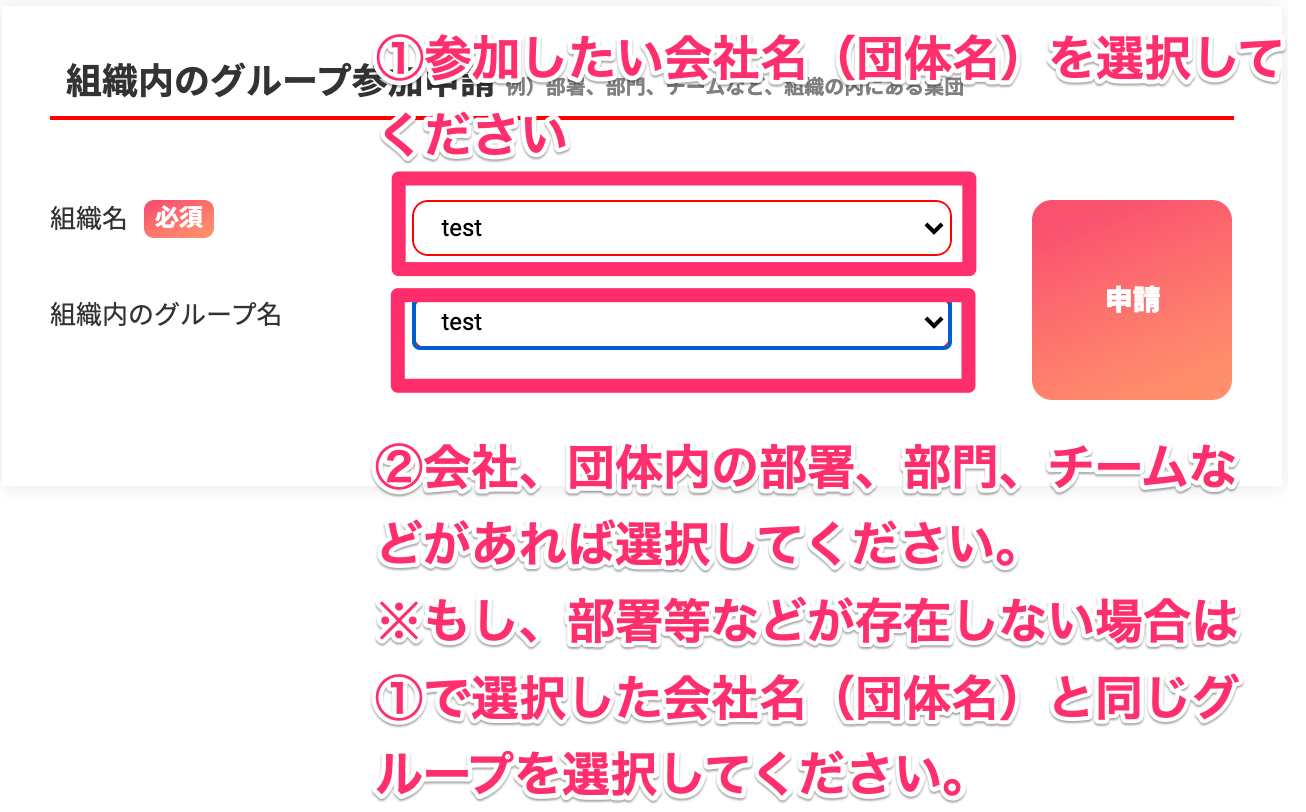 ①参加したい会社名（団体名）を選択して
組織内のグループ参加申請 例）部署、部門、チームなど、組織の内にある集団
ください
組織名 必須
test
組織内のグループ名
test
申請
②会社、団体内の部署、部門、チームな
どがあれば選択してください。
※もし、部署等などが存在しない場合は
①で選択した会社名（団体名）と同じグ
ループを選択してください。